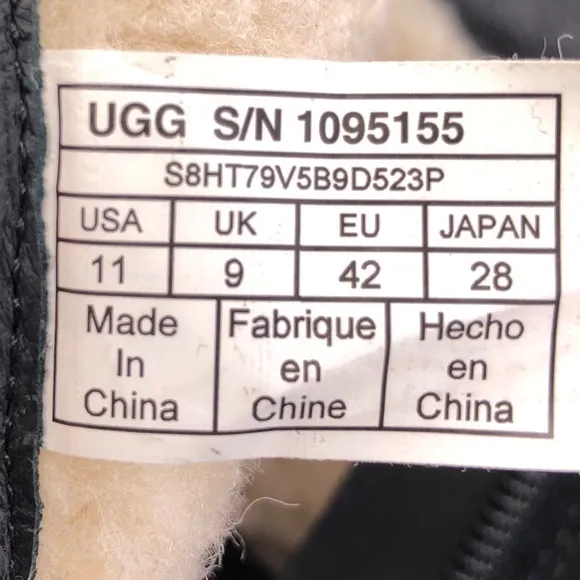 UGG S/N 1095155
S8HT79V5B9D523P
USA UK EU JAPAN
11 9 42 28
Made Fabrique Hecho
In en en
China Chine China